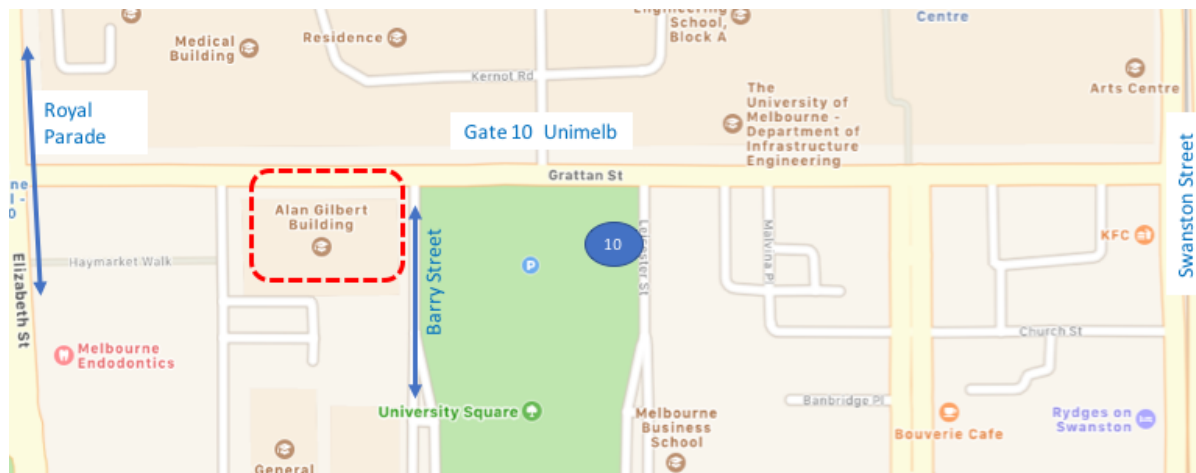 Medical
Building
Residence
Engineering
School,
Block A
Centre
Arts Centre
Kernot Rd
Royal
Parade
Gate 10 Unimelb
The
University of
Melbourne -
Department of
Infrastructure
Engineering
Swanston Street
Grattan St
ne
l -
Alan Gilbert
Building
10
Leicester St
Malvina Pl
KFC
P
Haymarket Walk
Elizabeth St
Barry Street
Church St
Melbourne
Endodontics
University Square
Melbourne
Business
School
Banbridge Pl
Bouverie Cafe
Rydges on
Swanston
General